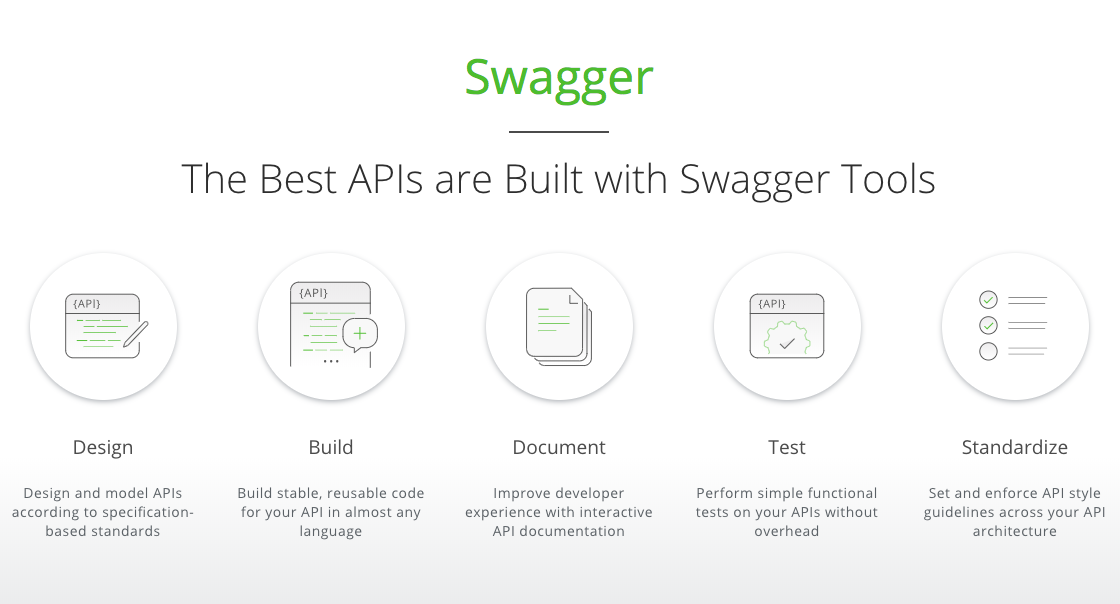 Swagger
The Best APIs are Built with Swagger Tools
{API}
{API}
{API}
Design
Build
Document
Test
Standardize
Design and model APIs
according to specification-
based standards
Build stable, reusable code
for your API in almost any
language
Improve developer
experience with interactive
API documentation
Perform simple functional
tests on your APIs without
overhead
Set and enforce API style
guidelines across your API
architecture